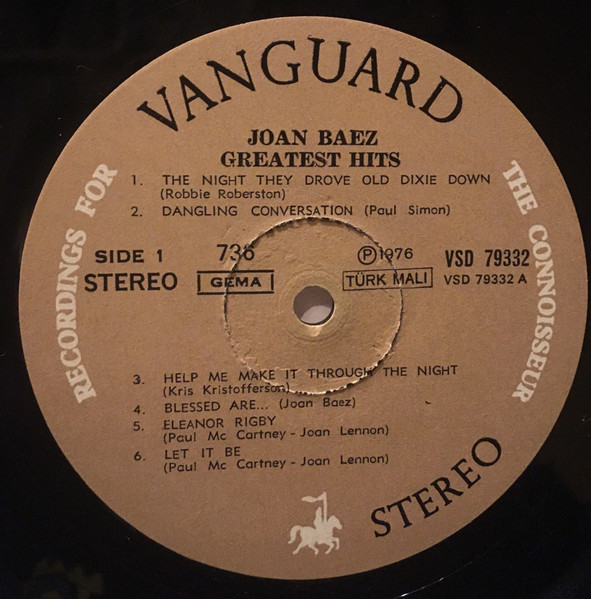 VANGUARD
JOAN BAEZ
GREATEST HITS
1. THE NIGHT THEY DROVE OLD DIXIE DOWN
(Robbie Roberston)
2. DANGLING CONVERSATION (Paul Simon)
SIDE 1 736 Ⓟ1976 VSD 79332
STEREO GEMA TÜRK MALI VSD 79332 A
RECORDINGS FOR
THE CONNOISSEUR
3. HELP ME MAKE IT THROUGH THE NIGHT
(Kris Kristofferson)
4. BLESSED ARE... (Joan Baez)
5. ELEANOR RIGBY
(Paul Mc Cartney - Joan Lennon)
6. LET IT BE
(Paul Mc Cartney - Joan Lennon)
STEREO